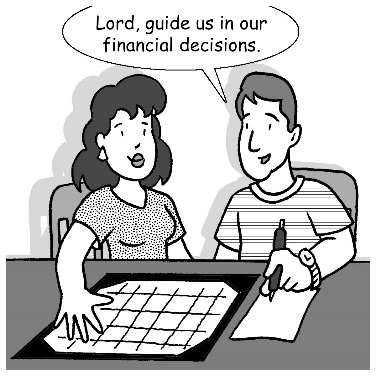 Lord, guide us in our
financial decisions.